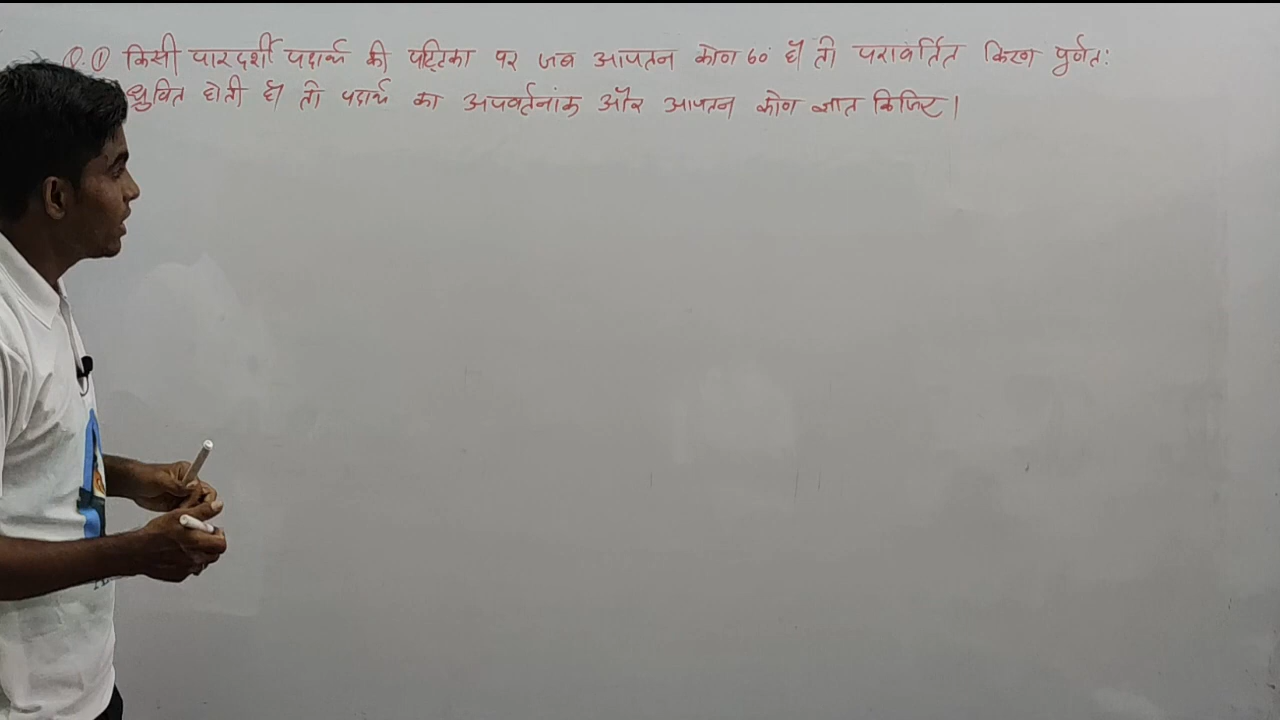 Q.① किसी पारदर्शी पदार्थ की पट्टिका पर जब आपतन कोण 60° है तो परावर्तित किरण पुर्णत:
ध्रुवित होती है तो पदार्थ का अपवर्तनांक और आपतन कोण ज्ञात किजिए।